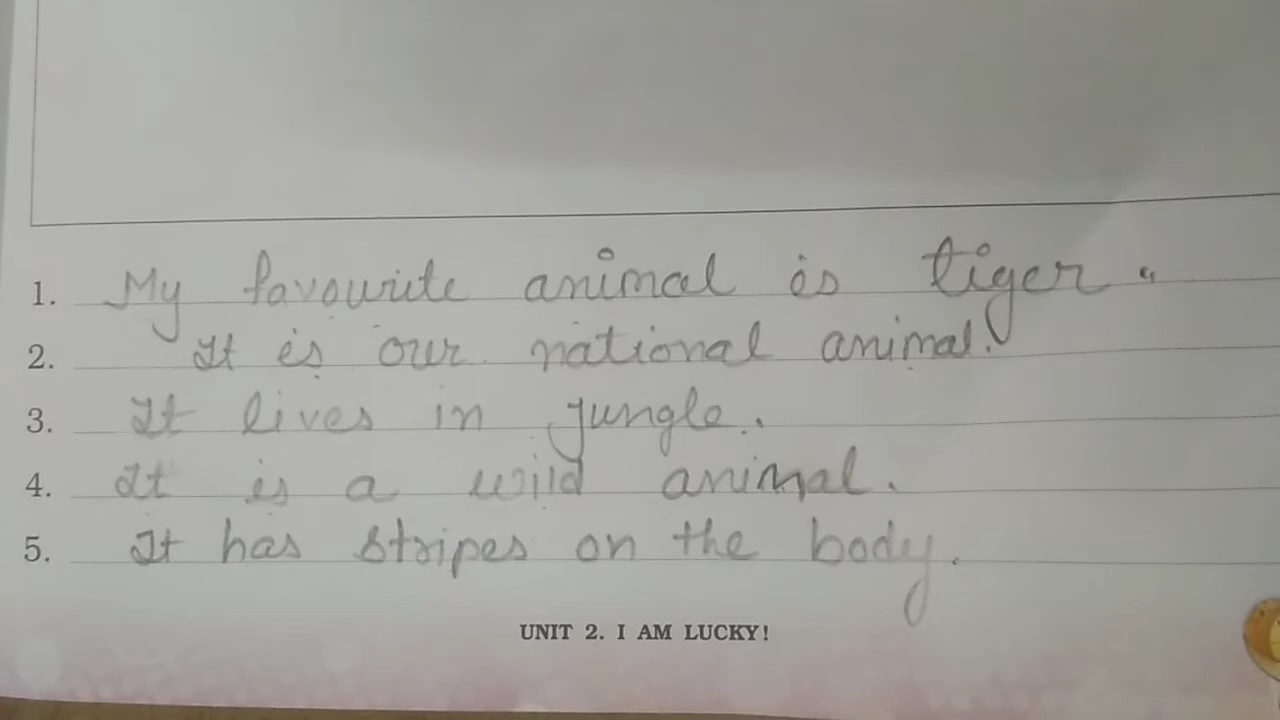 1. My favourite animal is tiger.
2. It is our national animal.
3. It lives in jungle.
4. It is a wild animal.
5. It has stripes on the body.
UNIT 2. I AM LUCKY!